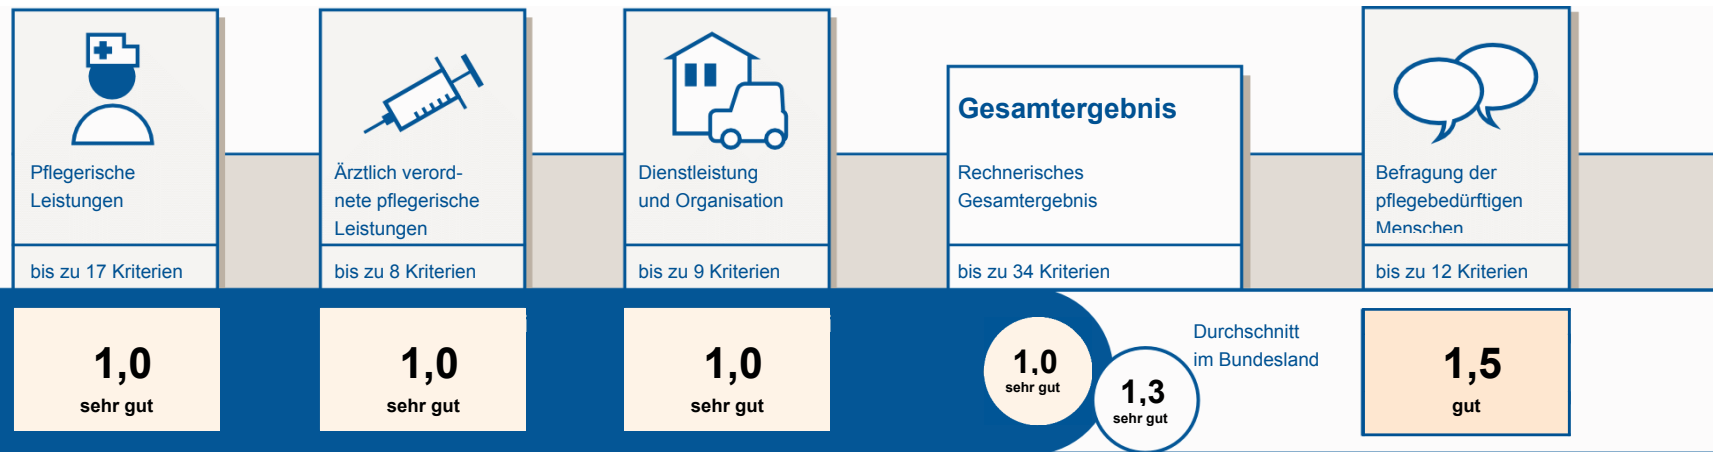 Pflegerische
Leistungen
bis zu 17 Kriterien
1,0
sehr gut
Ärztlich verord-
nete pflegerische
Leistungen
bis zu 8 Kriterien
1,0
sehr gut
Dienstleistung
und Organisation
bis zu 9 Kriterien
1,0
sehr gut
Gesamtergebnis
Rechnerisches
Gesamtergebnis
bis zu 34 Kriterien
1,0
sehr gut
1,3
sehr gut
Durchschnitt
im Bundesland
Befragung der
pflegebedürftigen
Menschen
bis zu 12 Kriterien
1,5
gut